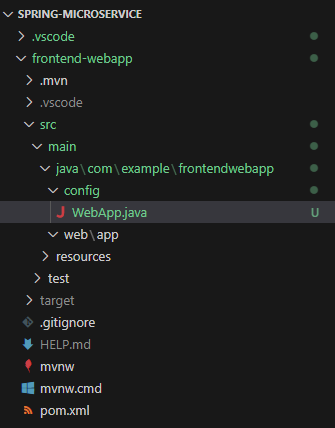 SPRING-MICROSERVICE
.vscode
frontend-webapp
.mvn
.vscode
src
main
java\com\example\frontendwebapp
config
WebApp.java U
web\app
resources
test
target
.gitignore
HELP.md
mvnw
mvnw.cmd
pom.xml